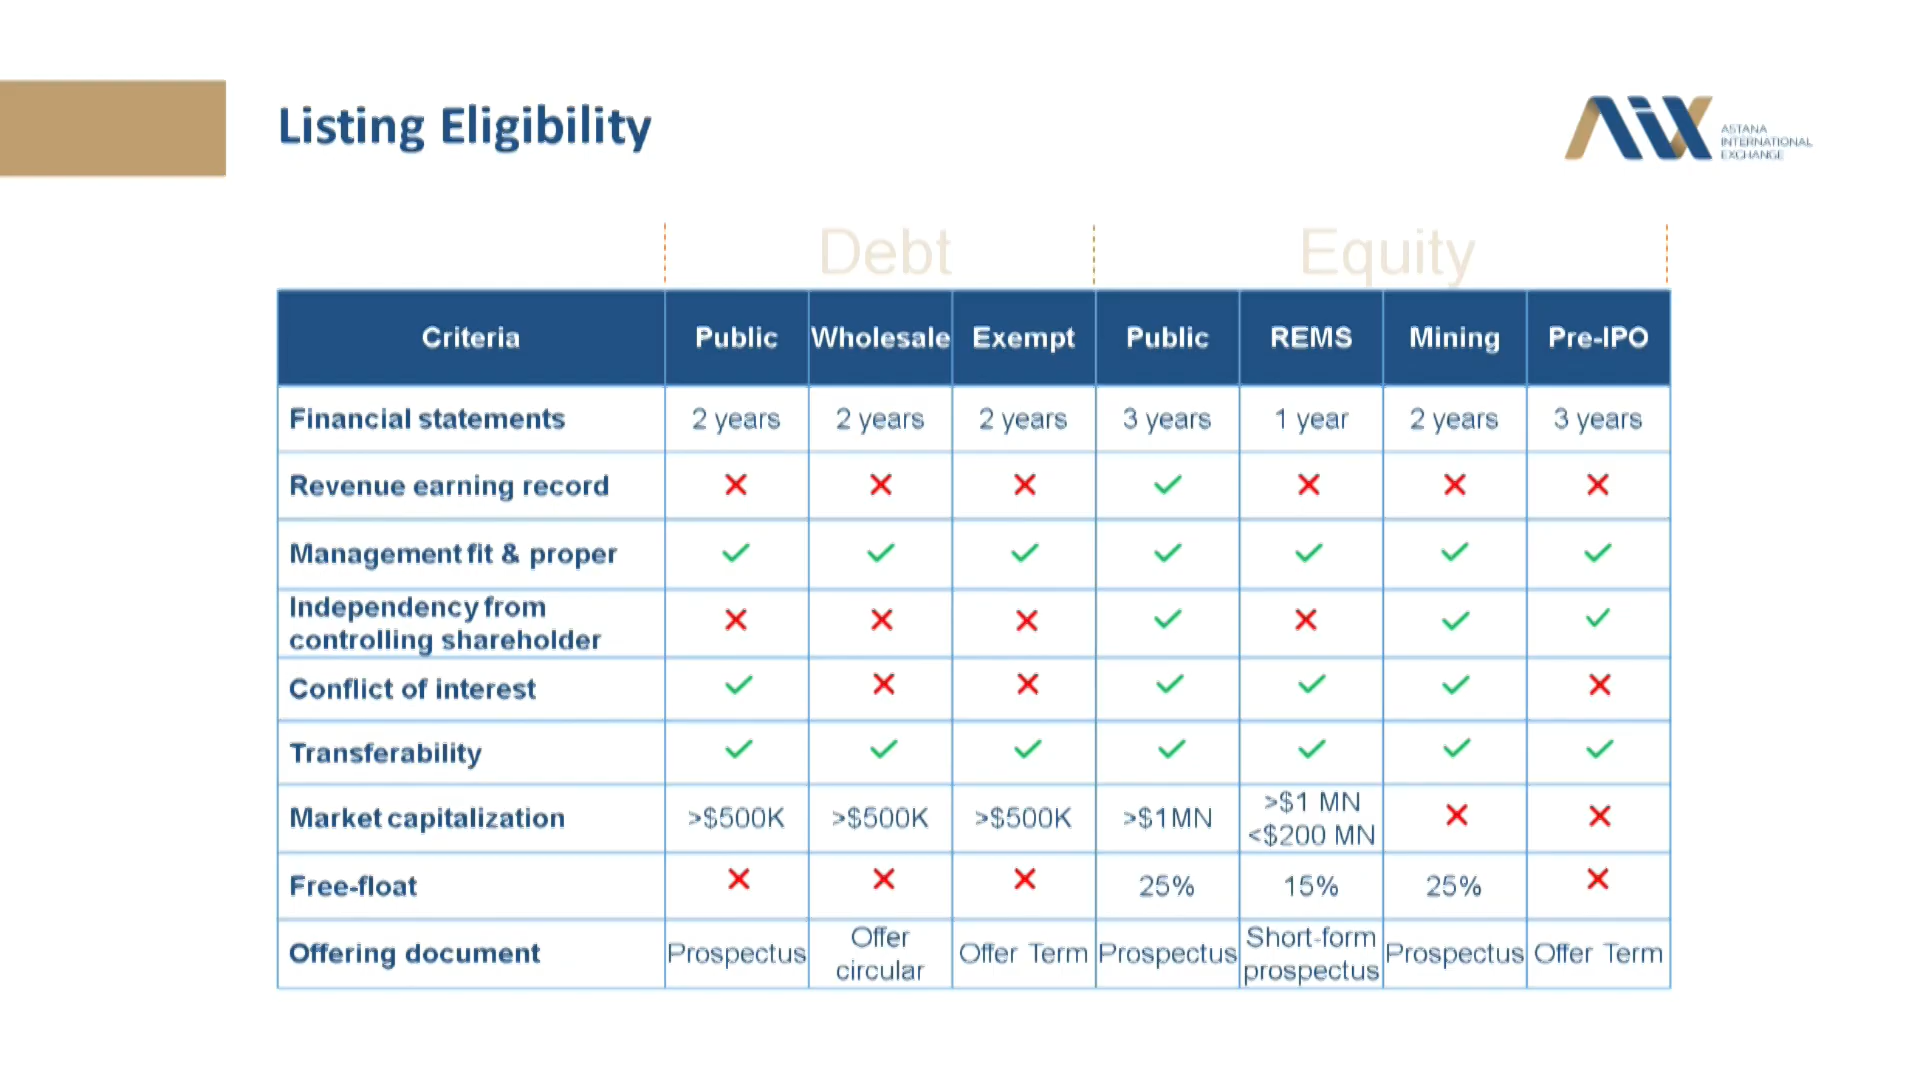 Listing Eligibility
AIX
ASTANA
INTERNATIONAL
EXCHANGE
Debt Equity
Criteria Public Wholesale Exempt Public REMS Mining Pre-IPO
Financial statements 2 years 2 years 2 years 3 years 1 year 2 years 3 years
Revenue earning record
Management fit & proper
Independency from
controlling shareholder
Conflict of interest
Transferability
Market capitalization >$500K >$500K >$500K >$1MN >$1 MN
<$200 MN
Free-float 25% 15% 25%
Offering document Prospectus Offer
circular Offer Term Prospectus Short-form
prospectus Prospectus Offer Term